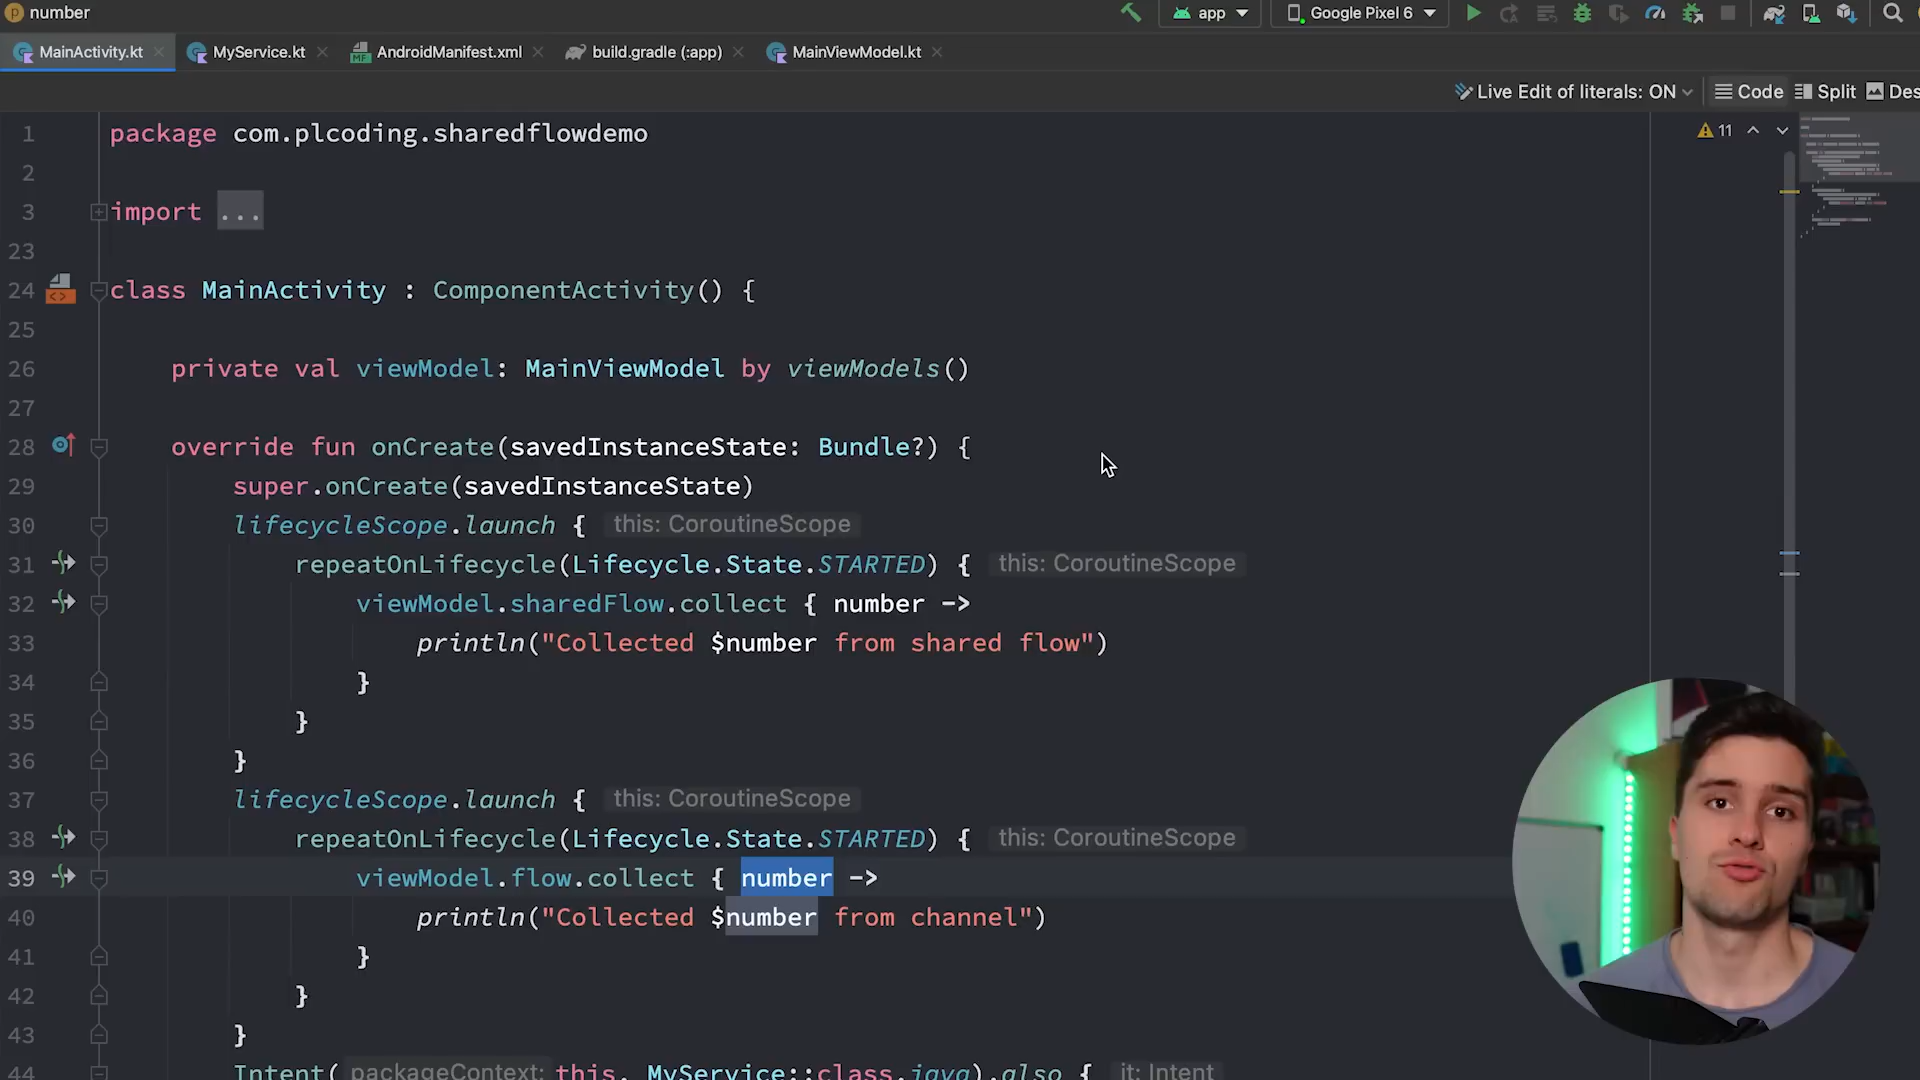 number
app
Google Pixel 6
MainActivity.kt
MyService.kt
AndroidManifest.xml
build.gradle (:app)
MainViewModel.kt
Live Edit of literals: ON
Code
Split
Des
11
1 package com.plcoding.sharedflowdemo
2
3 import ...
23
24 class MainActivity : ComponentActivity() {
25
26 private val viewModel: MainViewModel by viewModels()
27
28 override fun onCreate(savedInstanceState: Bundle?) {
29 super.onCreate(savedInstanceState)
30 lifecycleScope.launch { this: CoroutineScope
31 repeatOnLifecycle(Lifecycle.State.STARTED) { this: CoroutineScope
32 viewModel.sharedFlow.collect { number ->
33 println("Collected $number from shared flow")
34 }
35 }
36 }
37 lifecycleScope.launch { this: CoroutineScope
38 repeatOnLifecycle(Lifecycle.State.STARTED) { this: CoroutineScope
39 viewModel.flow.collect { number ->
40 println("Collected $number from channel")
41 }
42 }
43 }
44 Intent( packageContext: this, MyService::class.java).also { it: Intent